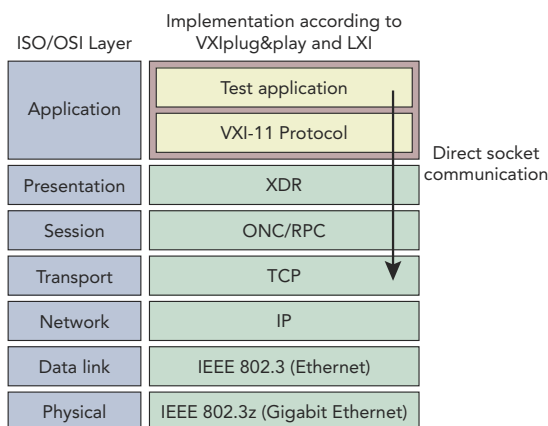 ISO/OSI Layer
Implementation according to
VXIplug&play and LXI
Application
Test application
VXI-11 Protocol
Direct socket
communication
Presentation
XDR
Session
ONC/RPC
Transport
TCP
Network
IP
Data link
IEEE 802.3 (Ethernet)
Physical
IEEE 802.3z (Gigabit Ethernet)